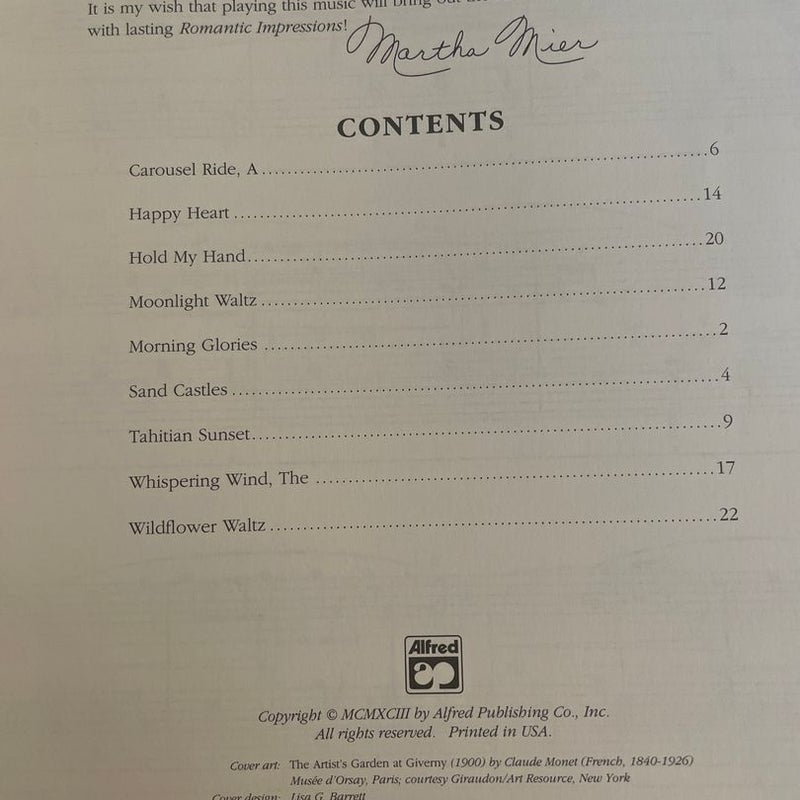 It is my wish that playing this music will bring out
with lasting Romantic Impressions!
Martha Mier
CONTENTS
Carousel Ride, A ........ 6
Happy Heart ........ 14
Hold My Hand ........ 20
Moonlight Waltz ........ 12
Morning Glories ........ 2
Sand Castles ........ 4
Tahitian Sunset ........ 9
Whispering Wind, The ........ 17
Wildflower Waltz ........ 22
Alfred
Copyright © MCMXCIII by Alfred Publishing Co., Inc.
All rights reserved. Printed in USA.
Cover art: The Artist's Garden at Giverny (1900) by Claude Monet (French, 1840-1926)
Musée d'Orsay, Paris; courtesy Giraudon/Art Resource, New York
Cover design: Lisa G. Barrett